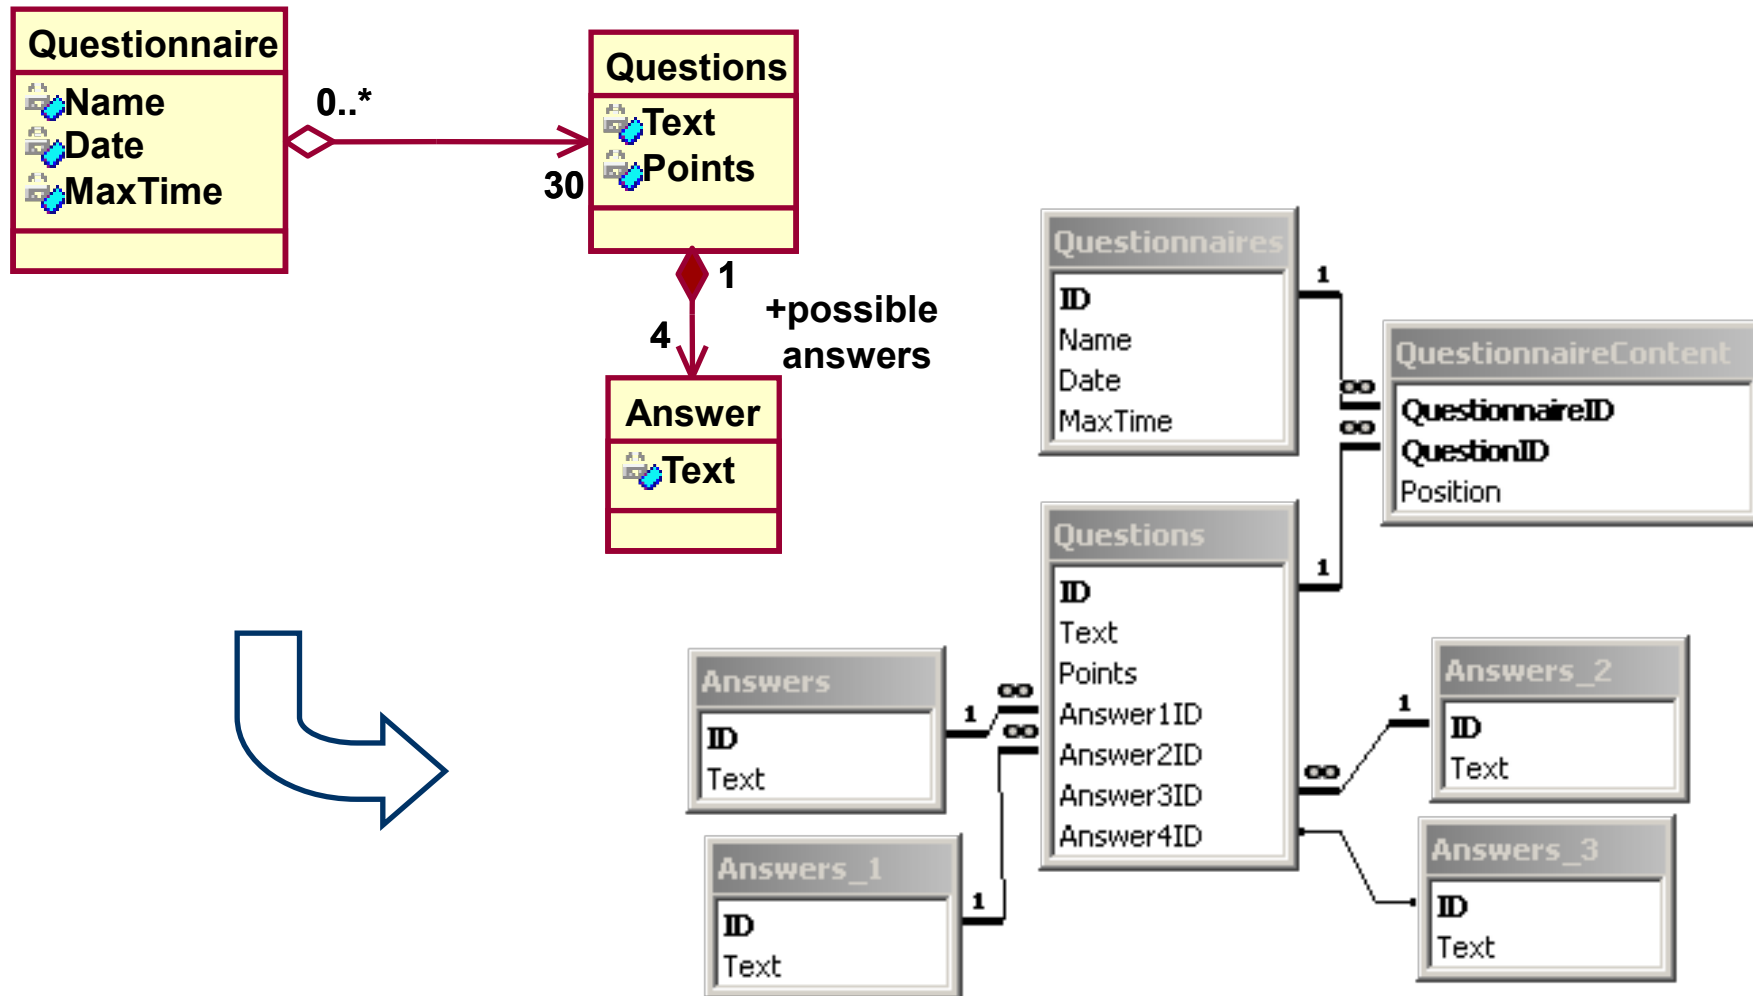 Questionnaire
Name
Date
MaxTime
0..*
30
Questions
Text
Points
1
+possible
answers
4
Answer
Text
Questionnaires
ID
Name
Date
MaxTime
1
∞
∞
QuestionnaireContent
QuestionnaireID
QuestionID
Position
Questions
ID
Text
Points
Answer1ID
Answer2ID
Answer3ID
Answer4ID
1
Answers
ID
Text
1
∞
∞
Answers_1
ID
Text
1
Answers_2
ID
Text
1
∞
Answers_3
ID
Text